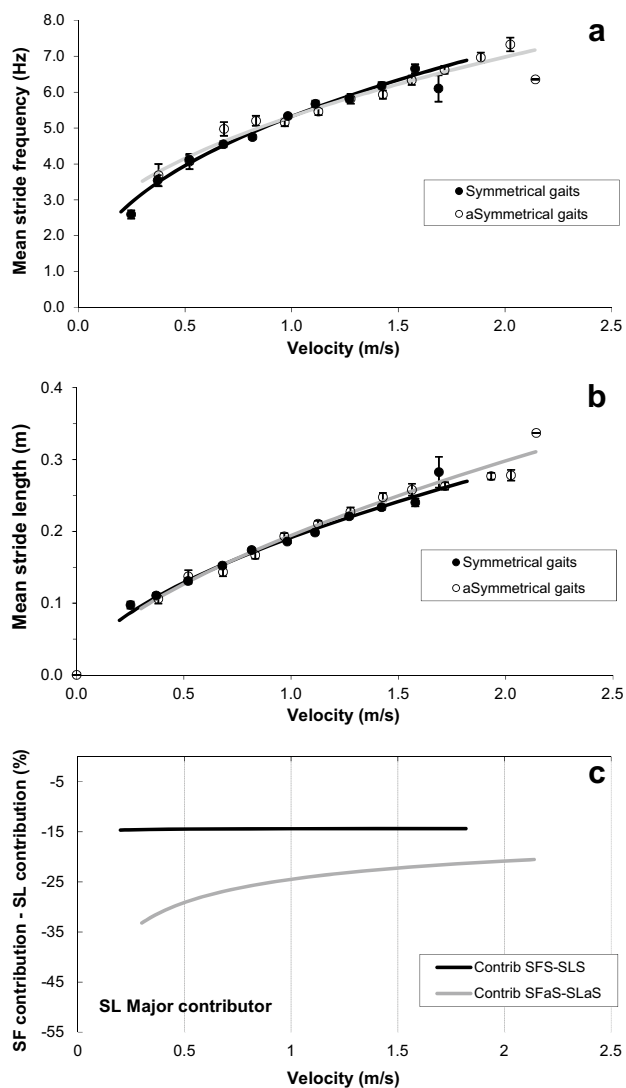 a
Mean stride frequency (Hz)
8.0
7.0
6.0
5.0
4.0
3.0
2.0
1.0
0.0
Symmetrical gaits
aSymmetrical gaits
0.0 0.5 1.0 1.5 2.0 2.5
Velocity (m/s)
b
Mean stride length (m)
0.4
0.3
0.2
0.1
0.0
Symmetrical gaits
aSymmetrical gaits
0.0 0.5 1.0 1.5 2.0 2.5
Velocity (m/s)
c
SF contribution - SL contribution (%)
-5
-15
-25
-35
-45
-55
Contrib SFS-SLS
Contrib SFaS-SLaS
SL Major contributor
0 0.5 1 1.5 2 2.5
Velocity (m/s)